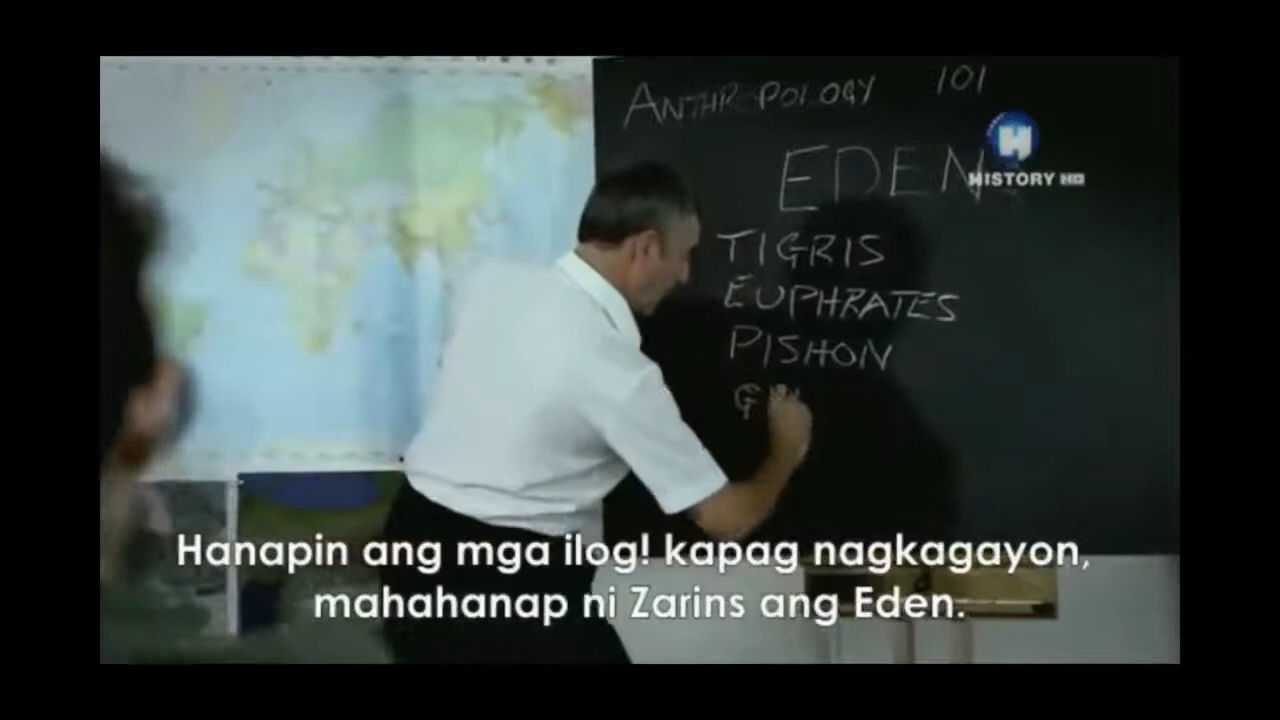 ANTHROPOLOGY 101
EDEN
HISTORY HD
TIGRIS
EUPHRATES
PISHON
Hanapin ang mga ilog! kapag nagkagayon,
mahahanap ni Zarins ang Eden.